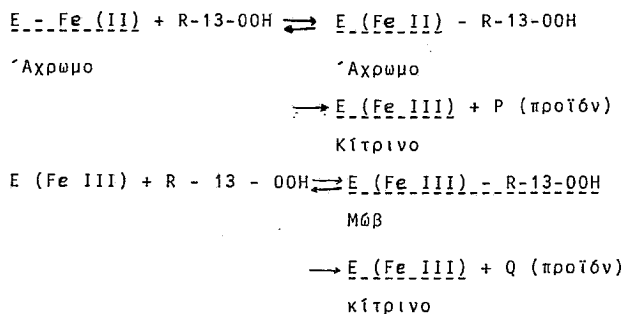 E - Fe (II) + R-13-OOH ⇌ E (Fe II) - R-13-OOH
Άχρωμο Άχρωμο
→ E (Fe III) + P (προϊόν)
Κίτρινο
E (Fe III) + R - 13 - OOH ⇌ E (Fe III) - R-13-OOH
Μώβ
→ E (Fe III) + Q (προϊόν)
κίτρινο